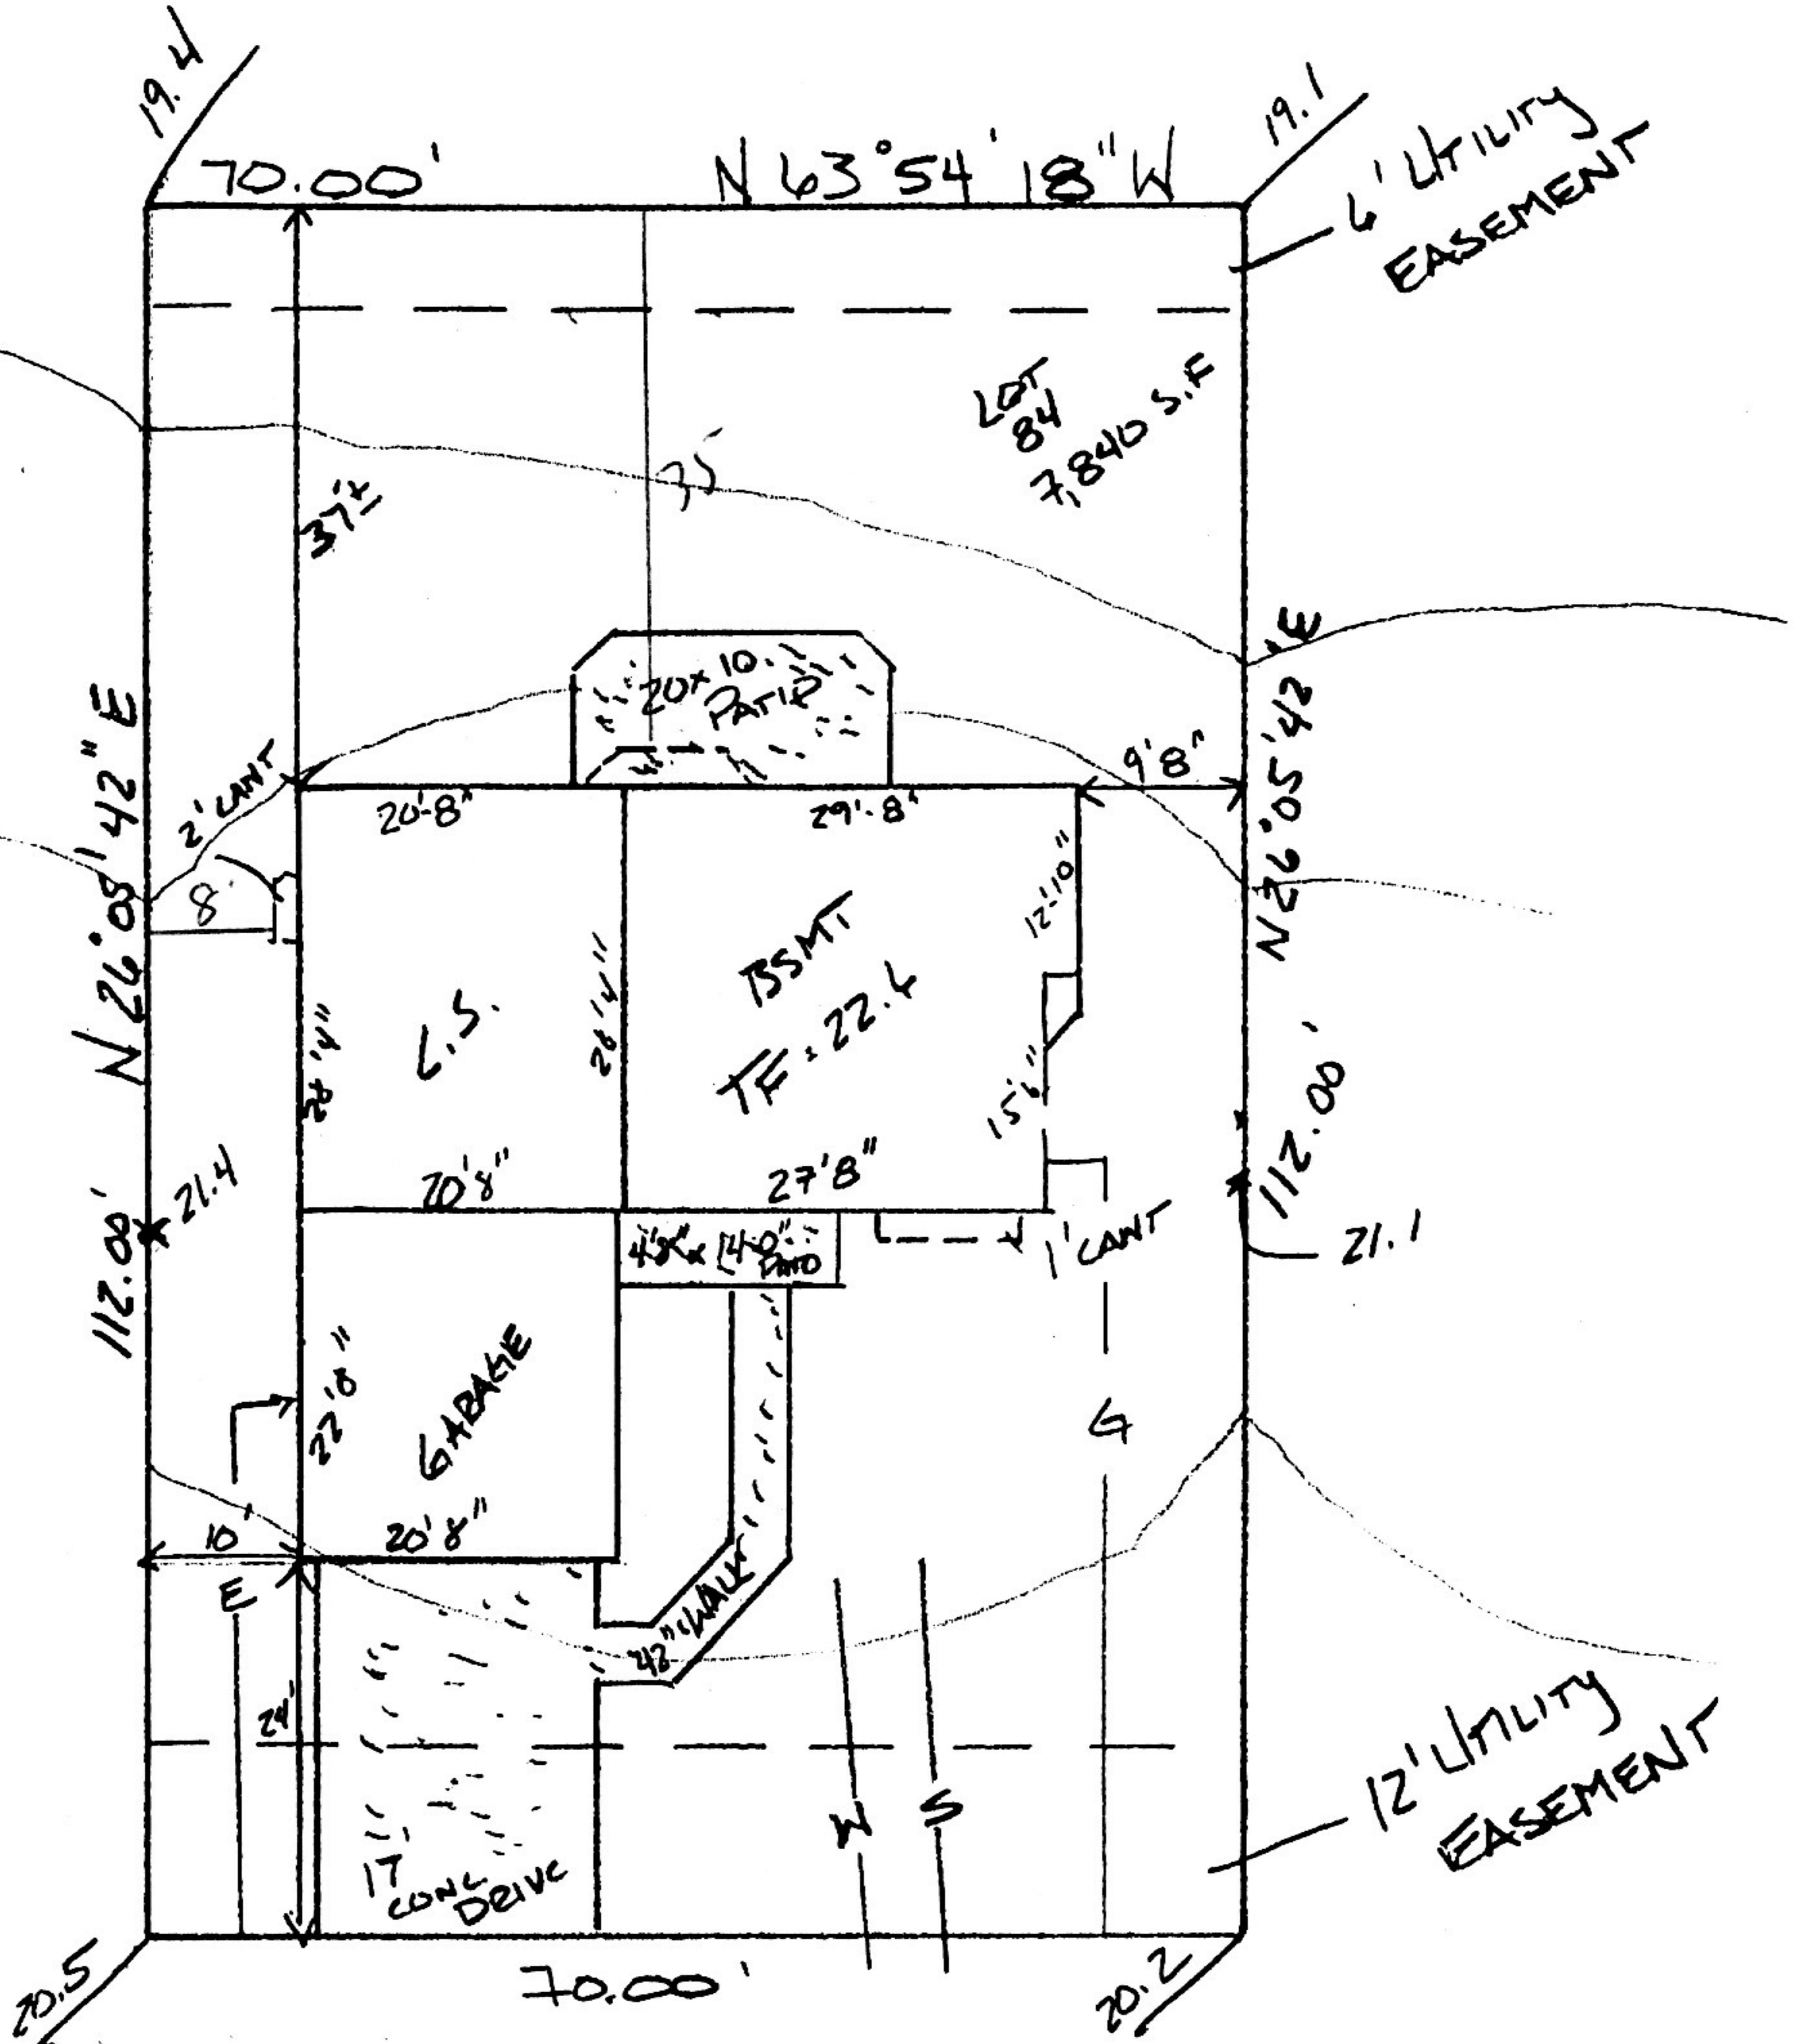 19.4
19.1
70.00'
N 63°54'18" W
6' UTILITY
EASEMENT
LOT
84
7,840 S.F
35
37'±
20x10
PATIO
N 26°05'42" E
N 26°05'42" E
2' CANT
9'8"
20'-8"
29'-8"
8'
12'-10"
BSMT
TF=22.4
L.S.
15'6"
20'8"
27'8"
21.4
112.00'
112.00'
1' CANT
21.1
22'8"
GARAGE
G
10'
20'8"
E
42" WALK
24'
12' UTILITY
EASEMENT
W
S
17
CONC
DRIVE
20.5
70.00'
20.2